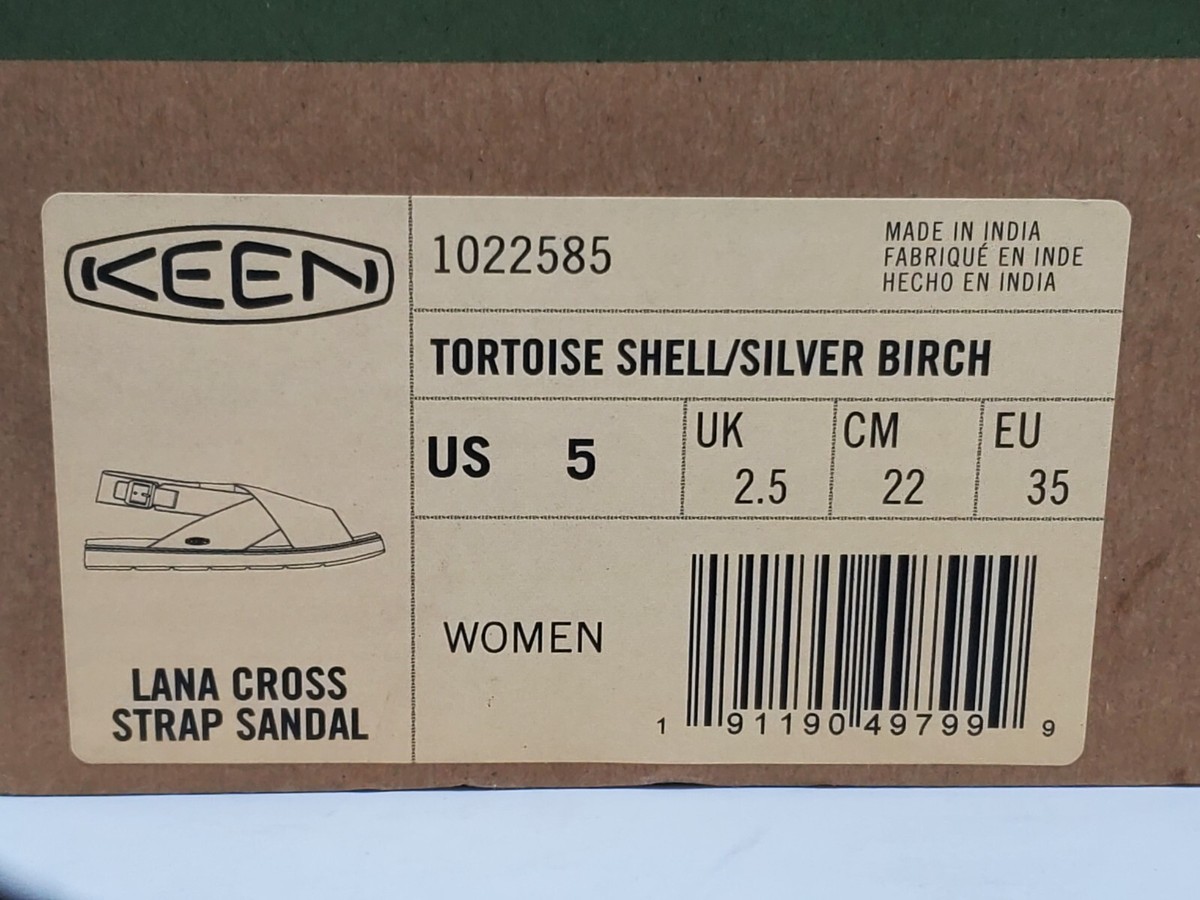 KEEN
1022585
MADE IN INDIA
FABRIQUÉ EN INDE
HECHO EN INDIA
TORTOISE SHELL/SILVER BIRCH
US 5
UK 2.5
CM 22
EU 35
LANA CROSS
STRAP SANDAL
WOMEN
1 91190 49799 9